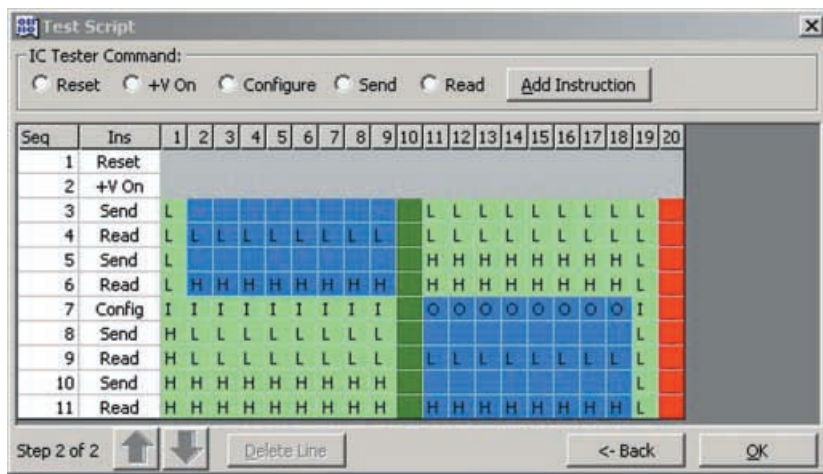 Test Script
IC Tester Command:
Reset +V On Configure Send Read Add Instruction
Seq Ins 1 2 3 4 5 6 7 8 9 10 11 12 13 14 15 16 17 18 19 20
1 Reset
2 +V On
3 Send L L L L L L L L L L
4 Read L L L L L L L L L L L L L L L L L L
5 Send L H H H H H H H H L
6 Read L H H H H H H H H H H H H H H H H L
7 Config I I I I I I I I I O O O O O O O O I
8 Send H L L L L L L L L L
9 Read H L L L L L L L L L L L L L L L L L
10 Send H H H H H H H H H L
11 Read H H H H H H H H H H H H H H H H H L
Step 2 of 2 Delete Line <- Back OK